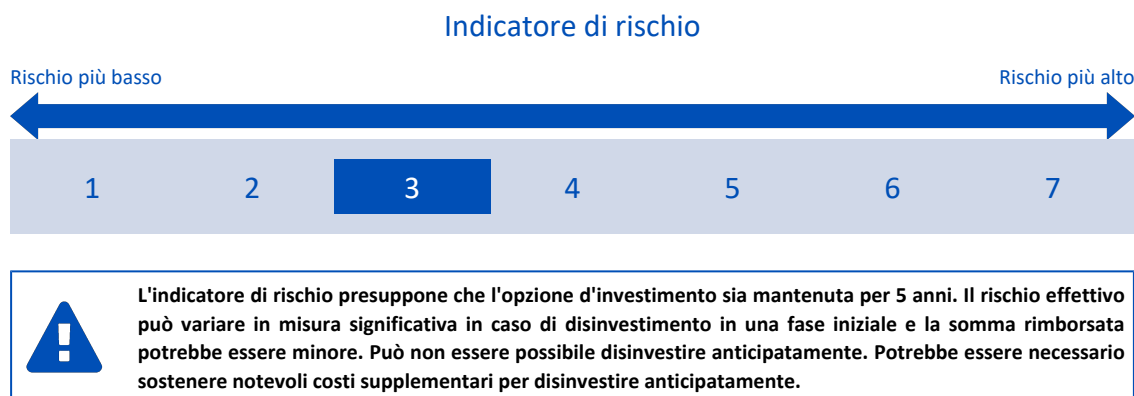 Indicatore di rischio
Rischio più basso
Rischio più alto
1 2 3 4 5 6 7
L'indicatore di rischio presuppone che l'opzione d'investimento sia mantenuta per 5 anni. Il rischio effettivo
può variare in misura significativa in caso di disinvestimento in una fase iniziale e la somma rimborsata
potrebbe essere minore. Può non essere possibile disinvestire anticipatamente. Potrebbe essere necessario
sostenere notevoli costi supplementari per disinvestire anticipatamente.